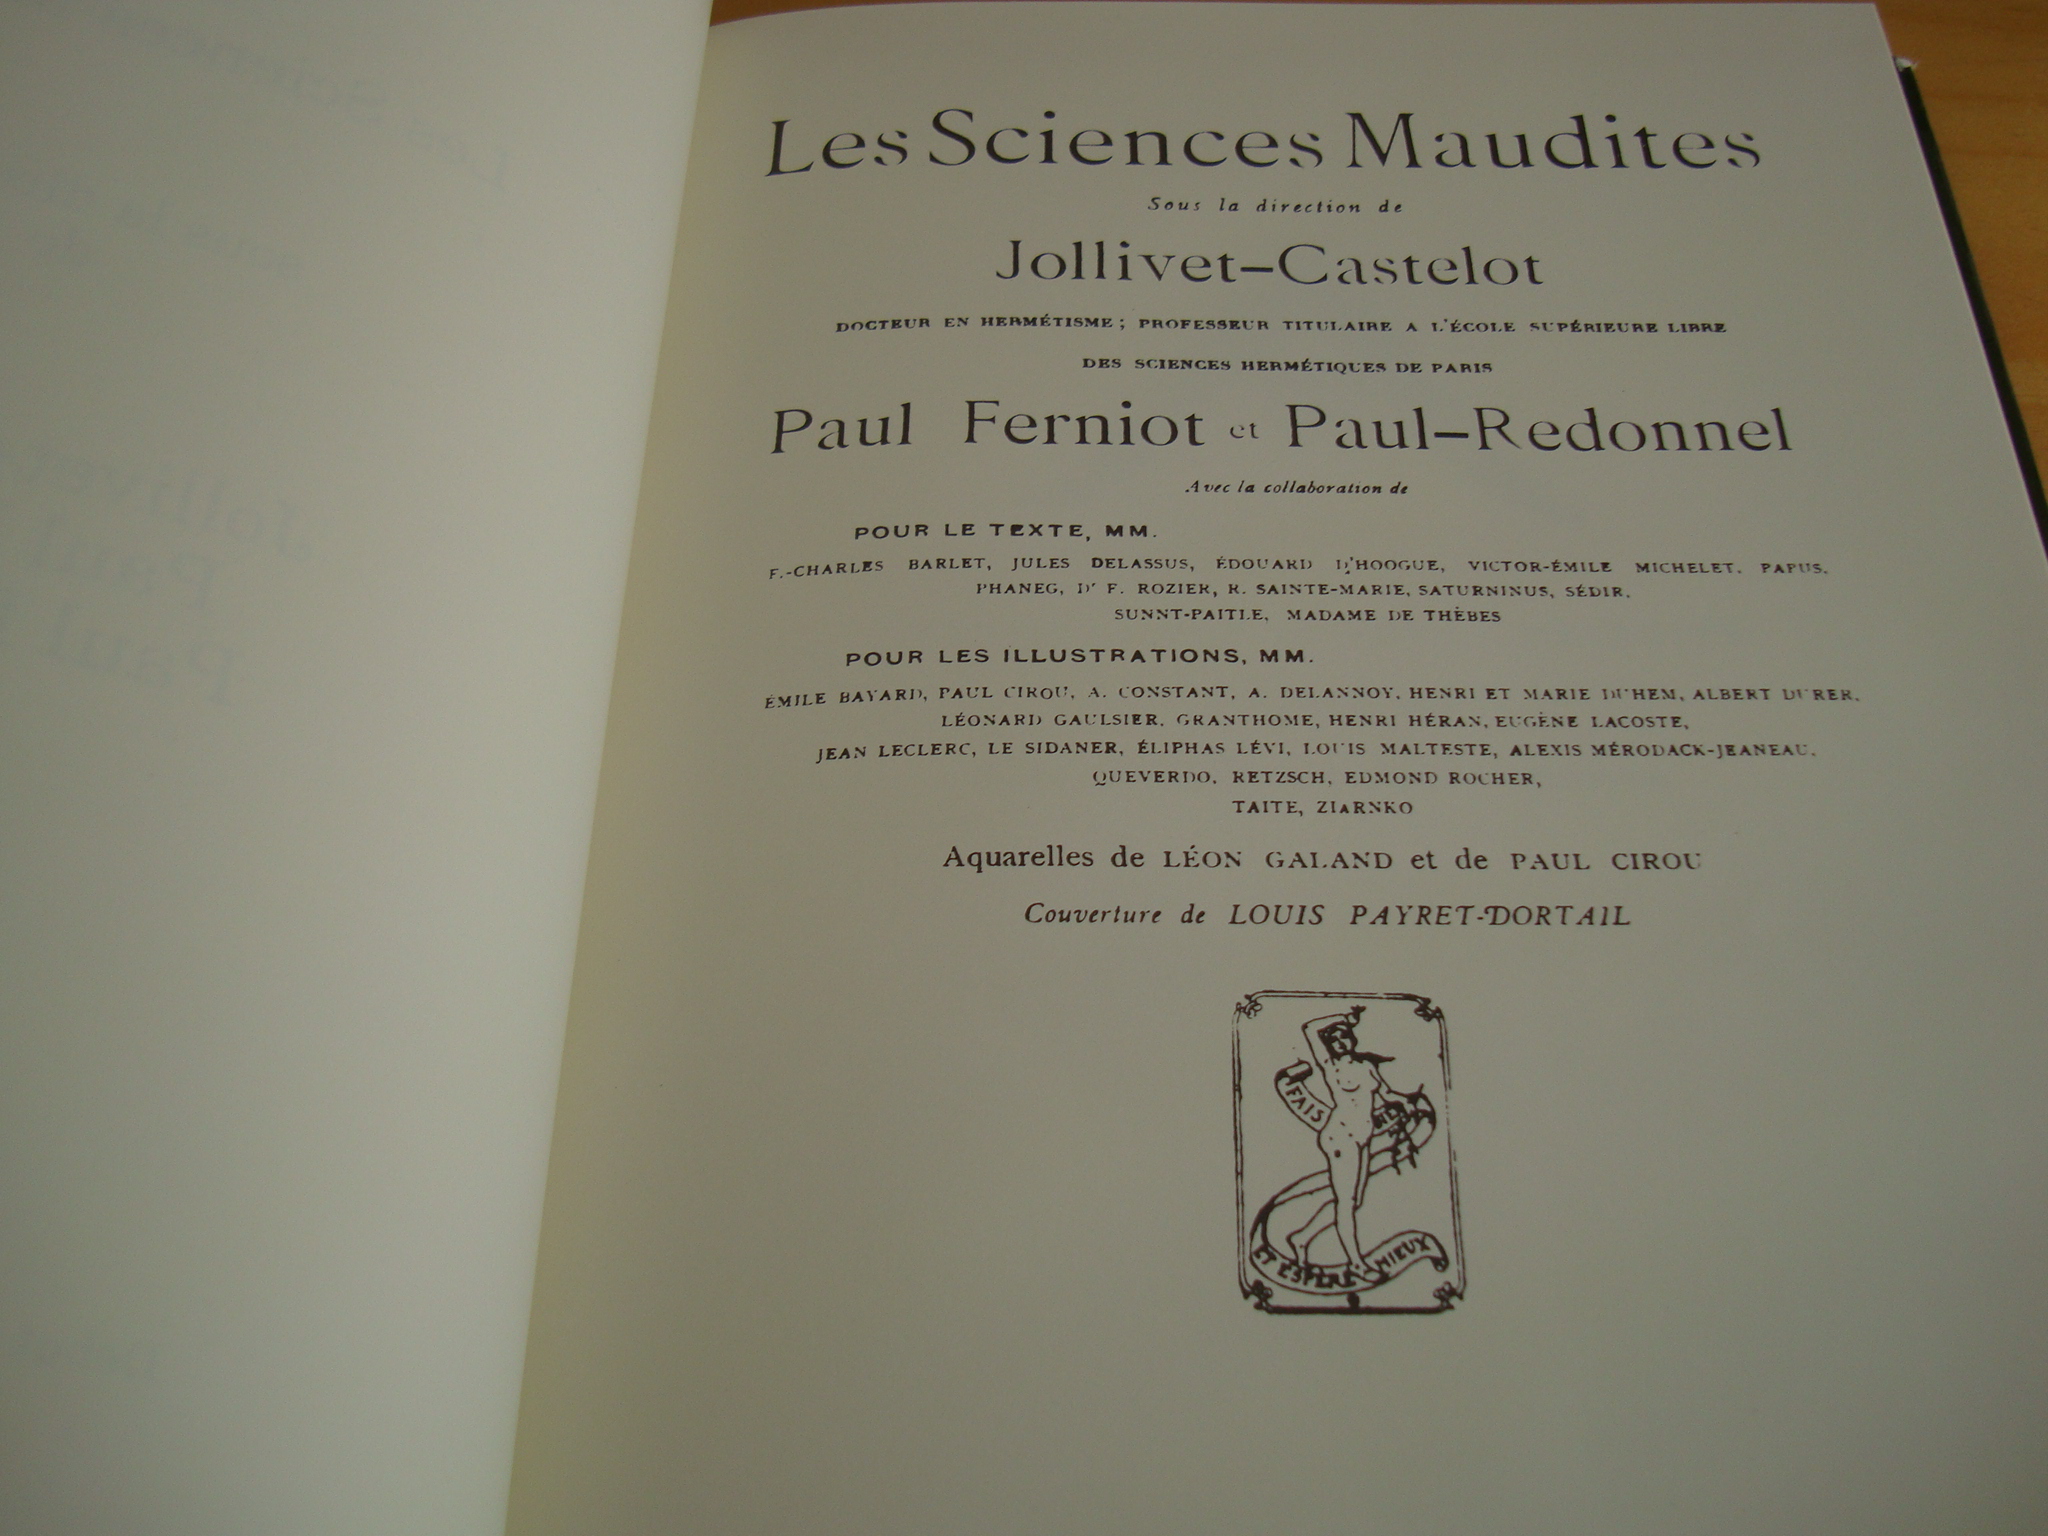 Les Sciences Maudites
Sous la direction de
Jollivet-Castelot
DOCTEUR EN HERMÉTISME; PROFESSEUR TITULAIRE A L'ÉCOLE SUPÉRIEURE LIBRE
DES SCIENCES HERMÉTIQUES DE PARIS
Paul Ferniot et Paul-Redonnel
Avec la collaboration de
POUR LE TEXTE, MM.
F.-CHARLES BARLET, JULES DELASSUS, ÉDOUARD D'HOOGUE, VICTOR-ÉMILE MICHELET, PAPUS,
PHANEG, Dr F. ROZIER, R. SAINTE-MARIE, SATURNINUS, SÉDIR,
SUNNT-PAITLE, MADAME DE THÈBES
POUR LES ILLUSTRATIONS, MM.
ÉMILE BAYARD, PAUL CIROU, A. CONSTANT, A. DELANNOY, HENRI ET MARIE DUHEM, ALBERT DURER,
LÉONARD GAULSIER, GRANTHOME, HENRI HÉRAN, EUGÈNE LACOSTE,
JEAN LECLERC, LE SIDANER, ÉLIPHAS LÉVI, LOUIS MALTESTE, ALEXIS MÉRODACK-JEANEAU,
QUEVERDO, RETZSCH, EDMOND ROCHER,
TAITE, ZIARNKO
Aquarelles de LÉON GALAND et de PAUL CIROU
Couverture de LOUIS PAYRET-DORTAIL
FAIS
ET ESPÈRE MIEUX